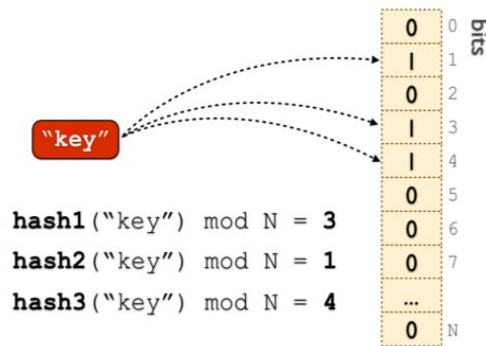 bits
0 0
1 1
0 2
“key”
1 3
1 4
0 5
hash1(“key”) mod N = 3
0 6
hash2(“key”) mod N = 1
0 7
hash3(“key”) mod N = 4
...
0 N